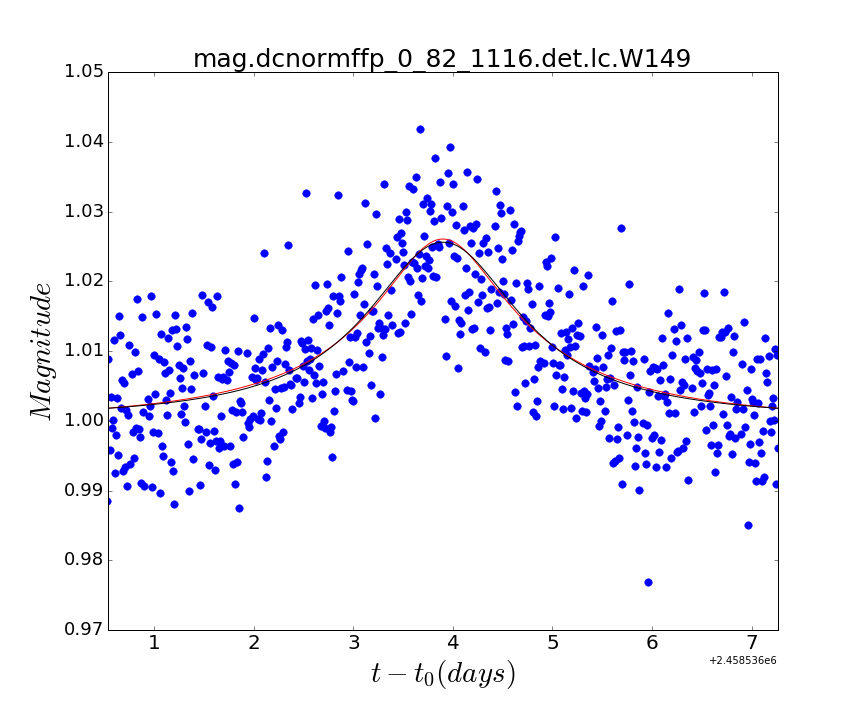 mag.dcnormffp_0_82_1116.det.lc.W149
1.05
1.04
1.03
1.02
1.01
1.00
0.99
0.98
0.97
Magnitude
1 2 3 4 5 6 7
+2.458536e6
t − t₀(days)